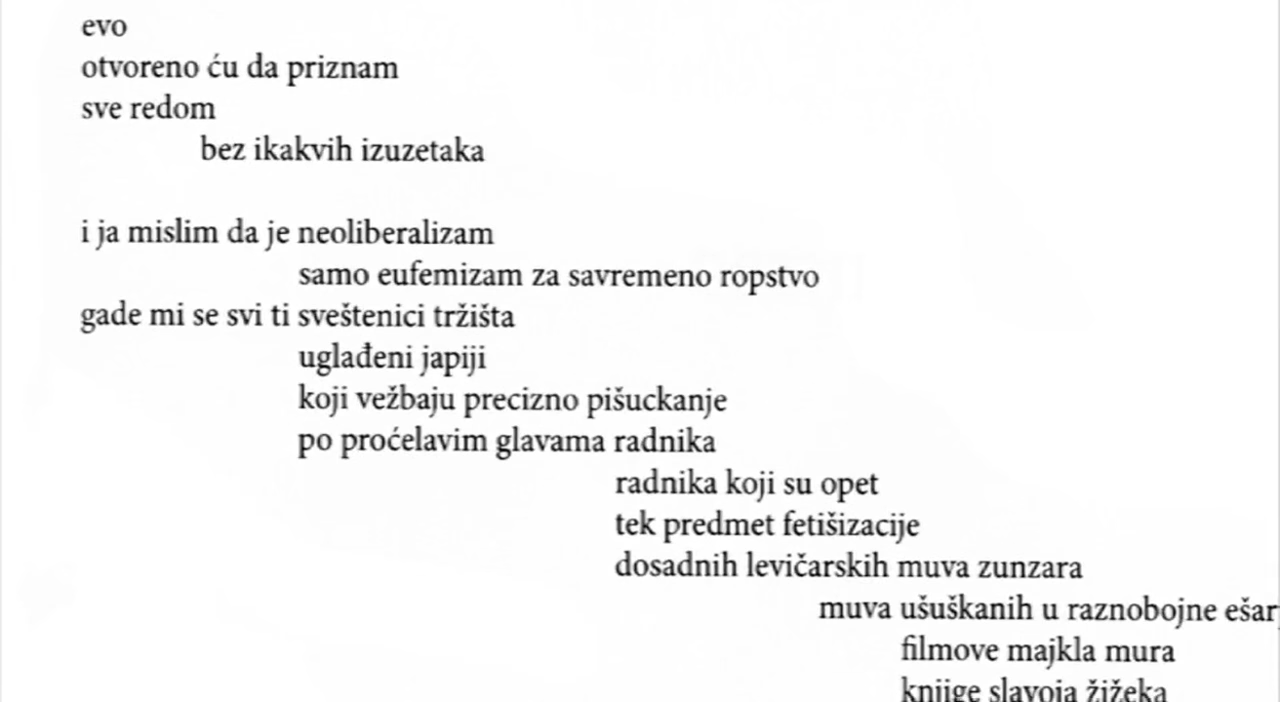 evo
otvoreno ću da priznam
sve redom
bez ikakvih izuzetaka
i ja mislim da je neoliberalizam
samo eufemizam za savremeno ropstvo
gade mi se svi ti sveštenici tržišta
uglađeni japiji
koji vežbaju precizno pišuckanje
po proćelavim glavama radnika
radnika koji su opet
tek predmet fetišizacije
dosadnih levičarskih muva zunzara
muva ušuškanih u raznobojne
filmove majkla mura
knjige slavoja žižeka